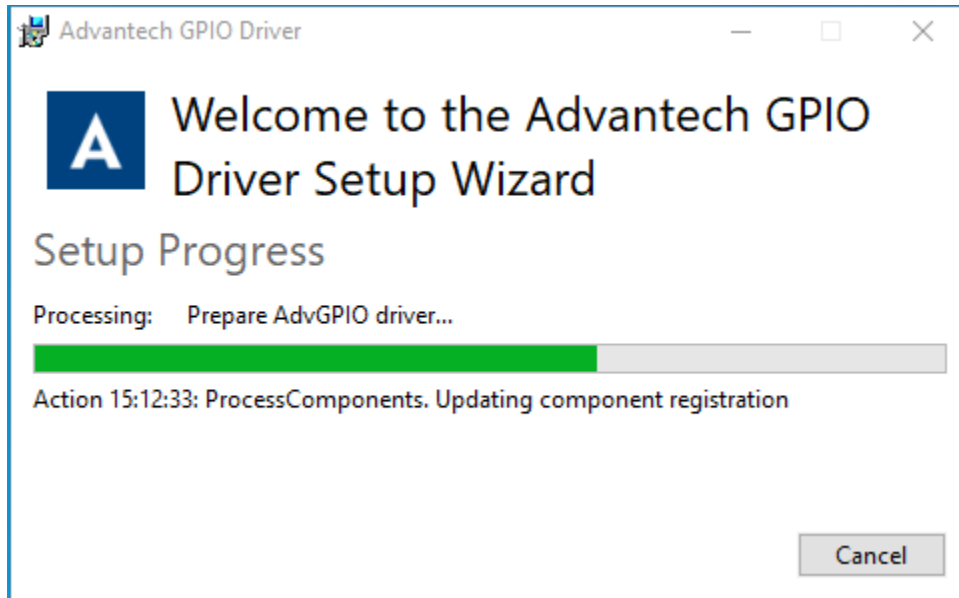 Advantech GPIO Driver
A
Welcome to the Advantech GPIO
Driver Setup Wizard
Setup Progress
Processing: Prepare AdvGPIO driver...
Action 15:12:33: ProcessComponents. Updating component registration
Cancel